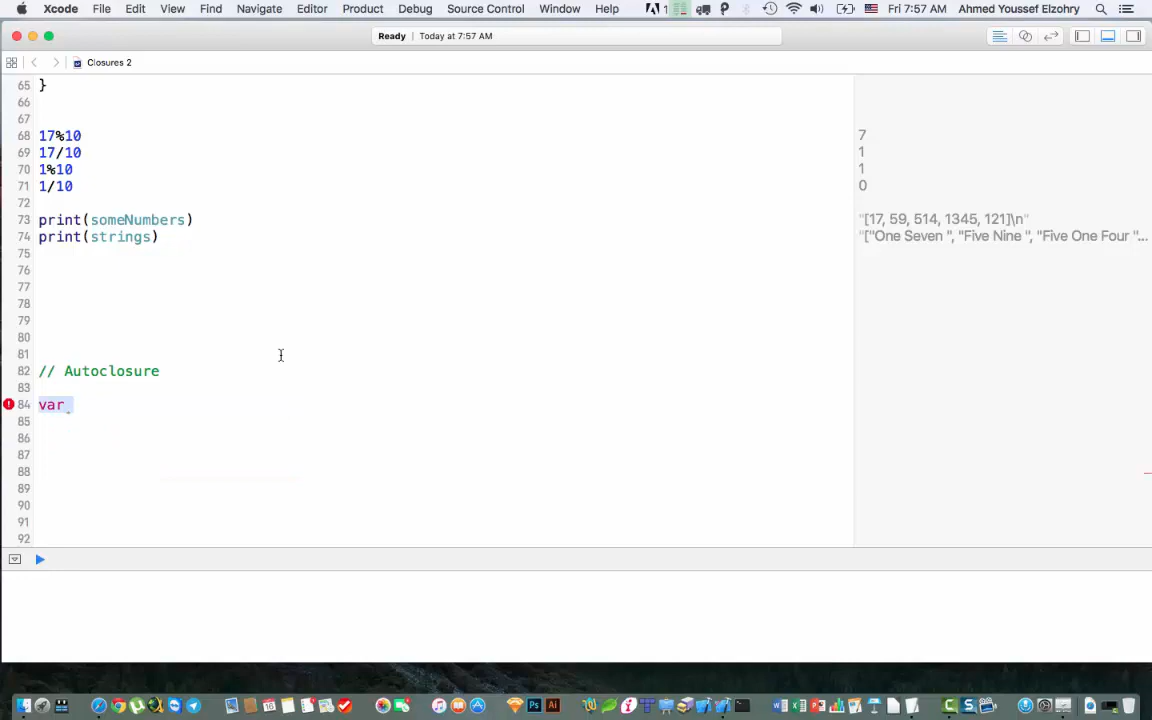 Xcode File Edit View Find Navigate Editor Product Debug Source Control Window Help 1 Fri 7:57 AM Ahmed Youssef Elzohry
Ready | Today at 7:57 AM
Closures 2
65 }
66
67
68 17%10 7
69 17/10 1
70 1%10 1
71 1/10 0
72
73 print(someNumbers) "[17, 59, 514, 1345, 121]\n"
74 print(strings) "["One Seven ", "Five Nine ", "Five One Four "...
75
76
77
78
79
80
81
82 // Autoclosure
83
84 var
85
86
87
88
89
90
91
92